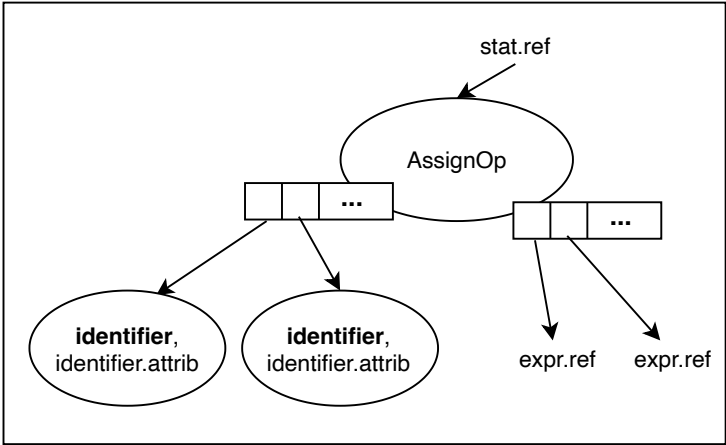 stat.ref
AssignOp
...
...
identifier,
identifier.attrib
identifier,
identifier.attrib
expr.ref
expr.ref